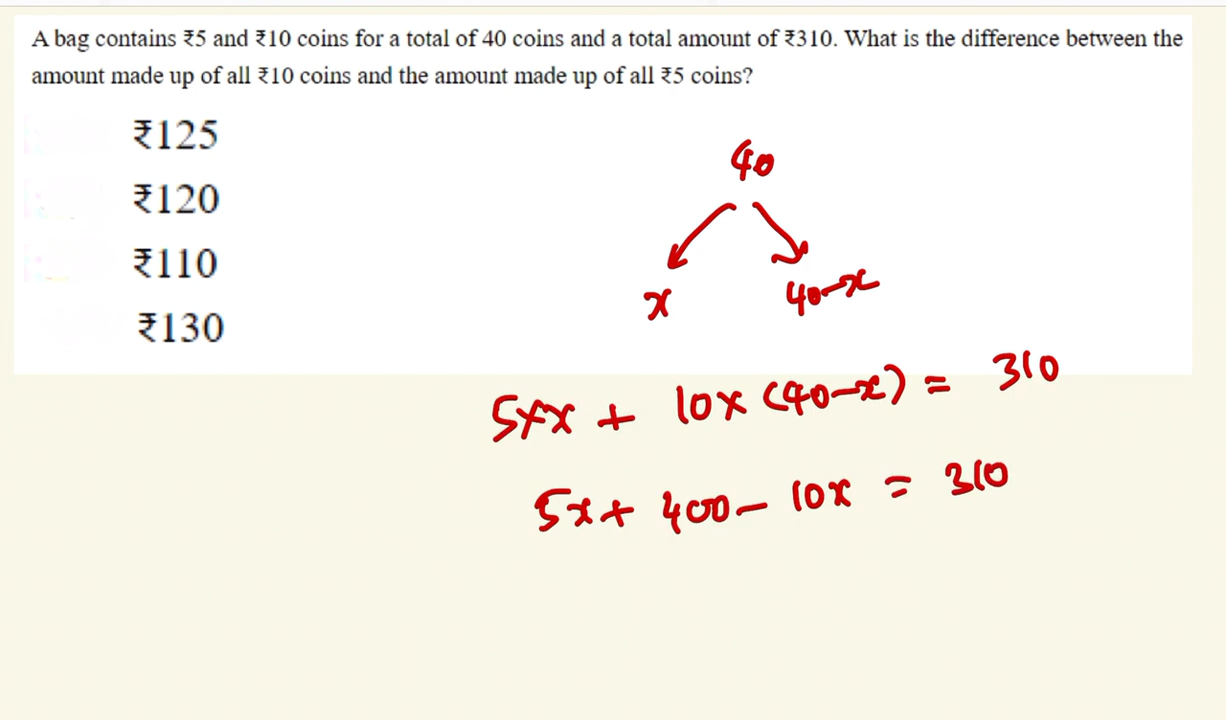 A bag contains ₹5 and ₹10 coins for a total of 40 coins and a total amount of ₹310. What is the difference between the
amount made up of all ₹10 coins and the amount made up of all ₹5 coins?
₹125
₹120
₹110
₹130
40
x 40-x
5×x + 10×(40-x) = 310
5x + 400 - 10x = 310